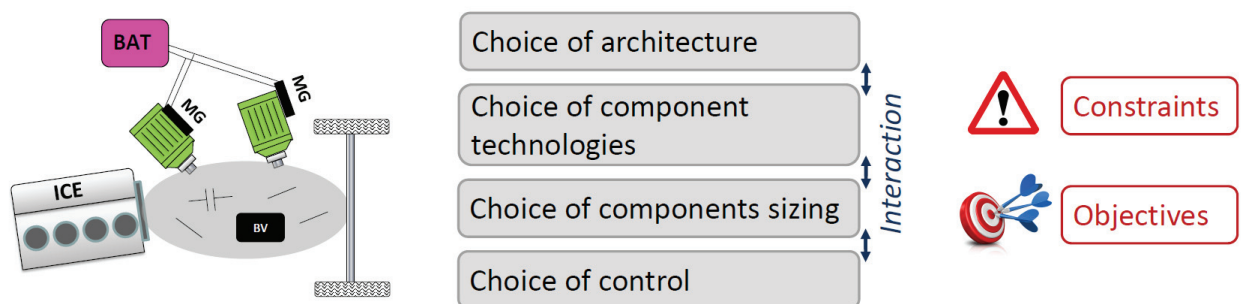 BAT
MG
MG
ICE
BV
Choice of architecture
Choice of component
technologies
Choice of components sizing
Choice of control
Interaction
Constraints
Objectives